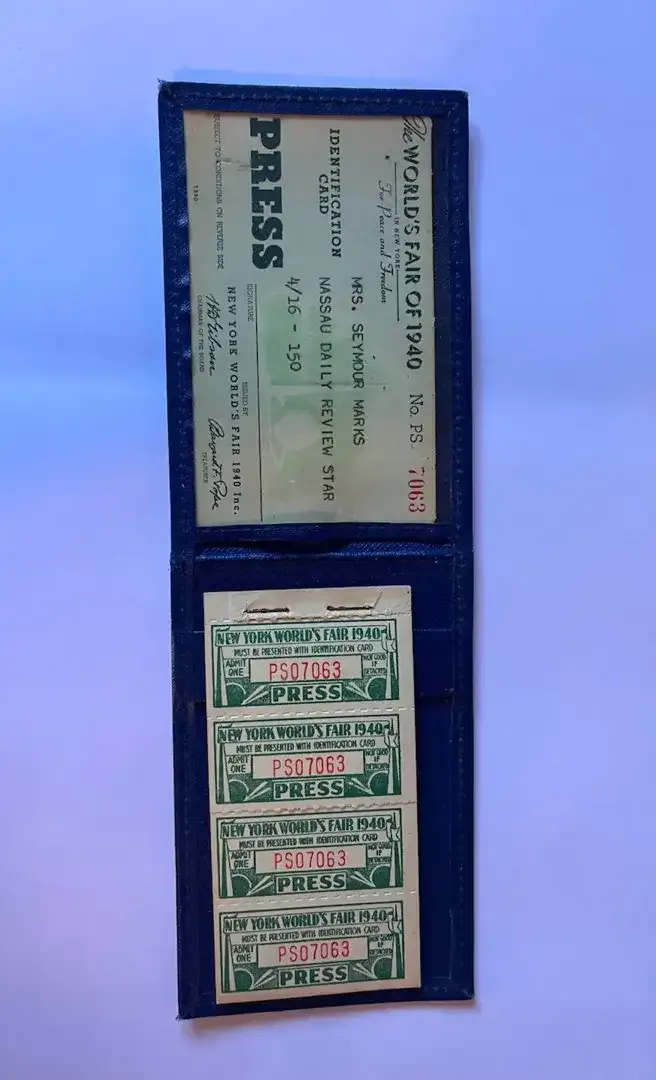 The WORLD'S FAIR OF 1940 No. PS- 7063
IN NEW YORK
For Peace and Freedom
IDENTIFICATION
CARD
MRS. SEYMOUR MARKS
NASSAU DAILY REVIEW STAR
4/16 - 150
PRESS
SIGNATURE
ISSUED BY
NEW YORK WORLD'S FAIR 1940 Inc.
HDGibson
CHAIRMAN OF THE BOARD
TREASURER
SUBJECT TO CONDITIONS ON REVERSE SIDE
NEW YORK WORLD'S FAIR 1940
MUST BE PRESENTED WITH IDENTIFICATION CARD
ADMIT
ONE
PS07063
NOT GOOD
IF
DETACHED
PRESS
NEW YORK WORLD'S FAIR 1940
MUST BE PRESENTED WITH IDENTIFICATION CARD
ADMIT
ONE
PS07063
NOT GOOD
IF
DETACHED
PRESS
NEW YORK WORLD'S FAIR 1940
MUST BE PRESENTED WITH IDENTIFICATION CARD
ADMIT
ONE
PS07063
NOT GOOD
IF
DETACHED
PRESS
NEW YORK WORLD'S FAIR 1940
MUST BE PRESENTED WITH IDENTIFICATION CARD
ADMIT
ONE
PS07063
NOT GOOD
IF
DETACHED
PRESS